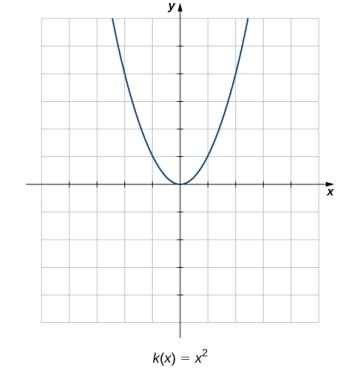 y
x
k(x) = x²